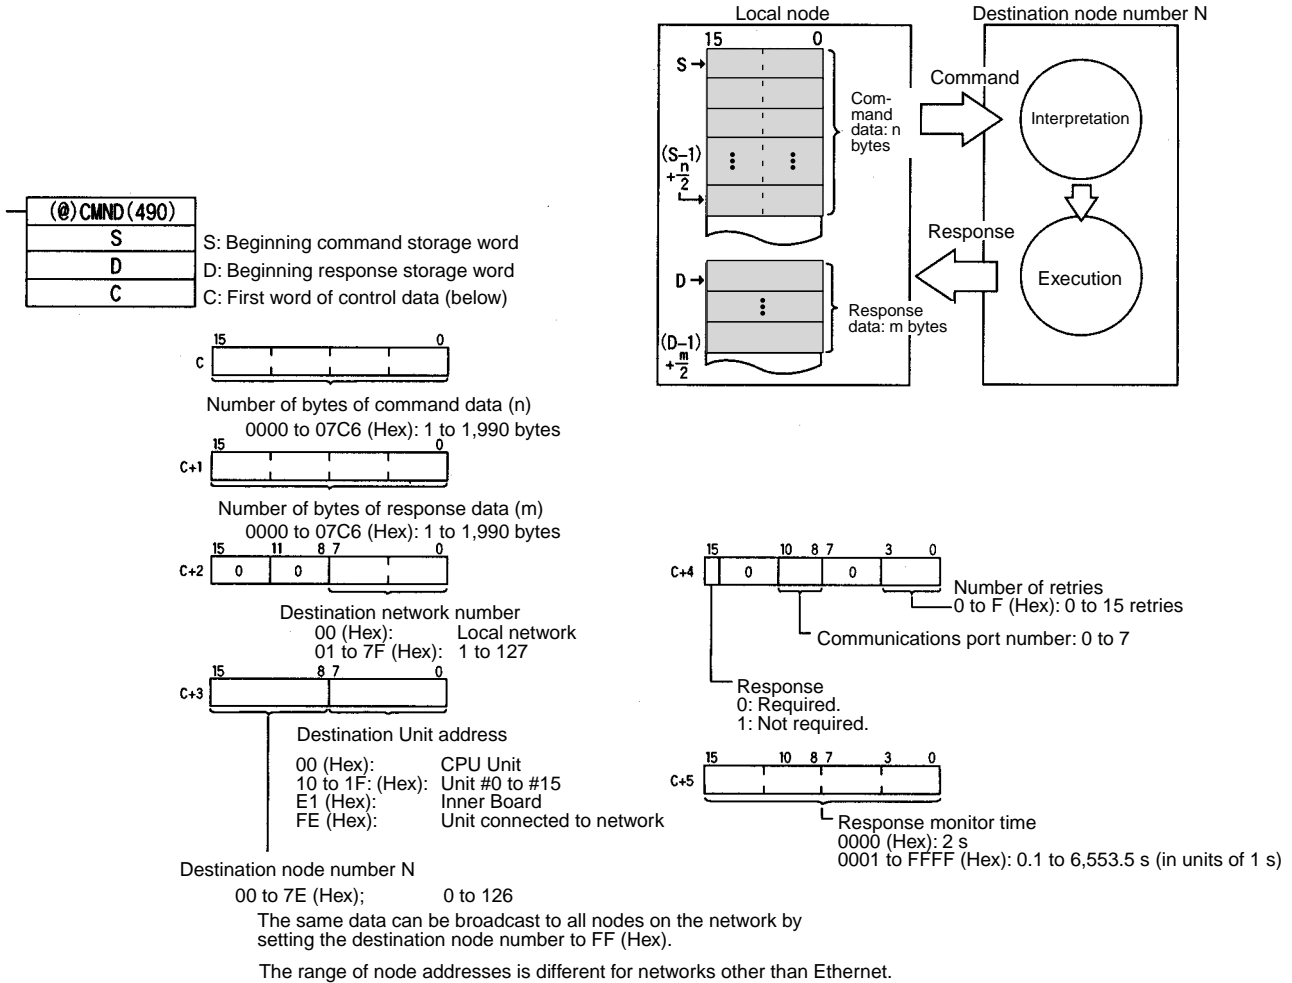 Local node
Destination node number N
15 0
S→
Command
Com-
mand
data: n
bytes
Interpretation
(S–1)
+n/2
(@)CMND(490)
S
D
C
S: Beginning command storage word
D: Beginning response storage word
C: First word of control data (below)
Response
Execution
D→
Response
data: m bytes
(D–1)
+m/2
15 0
C
Number of bytes of command data (n)
0000 to 07C6 (Hex): 1 to 1,990 bytes
15 0
C+1
Number of bytes of response data (m)
0000 to 07C6 (Hex): 1 to 1,990 bytes
15 11 8 7 0
C+2 0 0
Destination network number
00 (Hex): Local network
01 to 7F (Hex): 1 to 127
15 8 7 0
C+3
Destination Unit address
00 (Hex): CPU Unit
10 to 1F: (Hex): Unit #0 to #15
E1 (Hex): Inner Board
FE (Hex): Unit connected to network
Destination node number N
00 to 7E (Hex); 0 to 126
The same data can be broadcast to all nodes on the network by
setting the destination node number to FF (Hex).
The range of node addresses is different for networks other than Ethernet.
15 10 8 7 3 0
C+4 0 0
Number of retries
0 to F (Hex): 0 to 15 retries
Communications port number: 0 to 7
Response
0: Required.
1: Not required.
15 10 8 7 3 0
C+5
Response monitor time
0000 (Hex): 2 s
0001 to FFFF (Hex): 0.1 to 6,553.5 s (in units of 1 s)